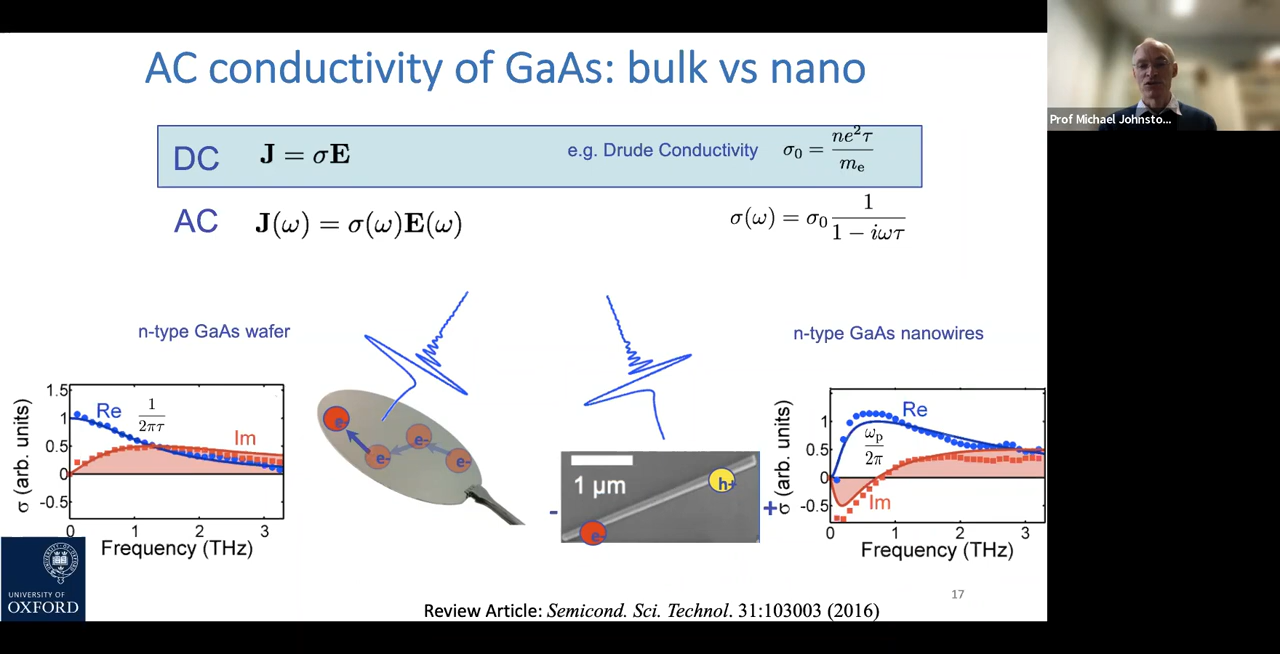 AC conductivity of GaAs: bulk vs nano
DC J = σE e.g. Drude Conductivity σ₀ = ne²τ / mₑ
AC J(ω) = σ(ω)E(ω) σ(ω) = σ₀ 1 / (1 − iωτ)
n-type GaAs wafer
n-type GaAs nanowires
σ (arb. units)
1.5
1
0.5
0
-0.5
Re
1 / 2πτ
Im
0 1 2 3
Frequency (THz)
e-
e-
e-
e-
1 µm
h+
e-
-
+
σ (arb. units)
1
0.5
0
-0.5
Re
ωₚ / 2π
Im
0 1 2 3
Frequency (THz)
UNIVERSITY OF
OXFORD
17
Review Article: Semicond. Sci. Technol. 31:103003 (2016)
Prof Michael Johnsto...